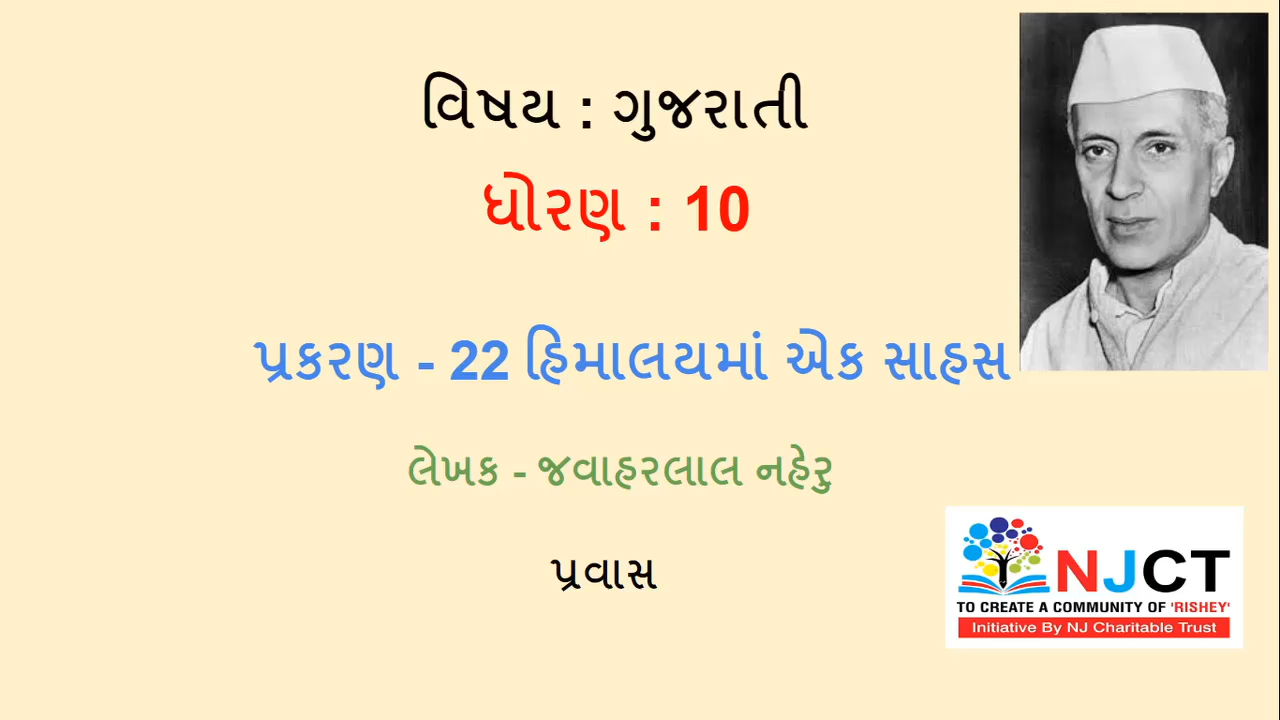 વિષય : ગુજરાતી
ધોરણ : 10
પ્રકરણ - 22 હિમાલયમાં એક સાહસ
લેખક - જવાહરલાલ નહેરુ
પ્રવાસ
NJCT
TO CREATE A COMMUNITY OF 'RISHEY'
Initiative By NJ Charitable Trust